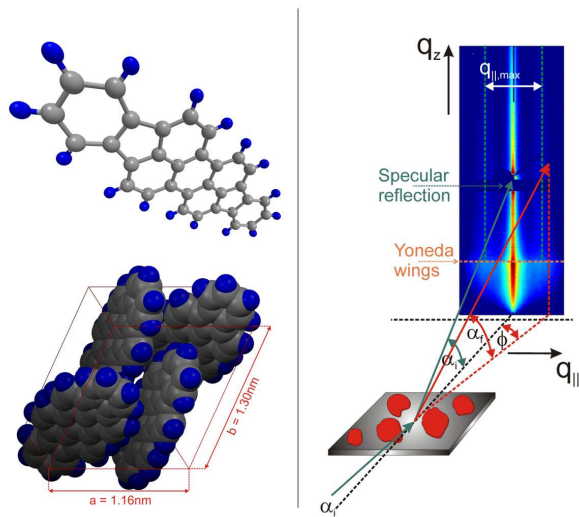 a = 1.16nm
b = 1.30nm
q_z
q_||,max
Specular
reflection
Yoneda
wings
α_i
α_f
ϕ
q_||
α_i